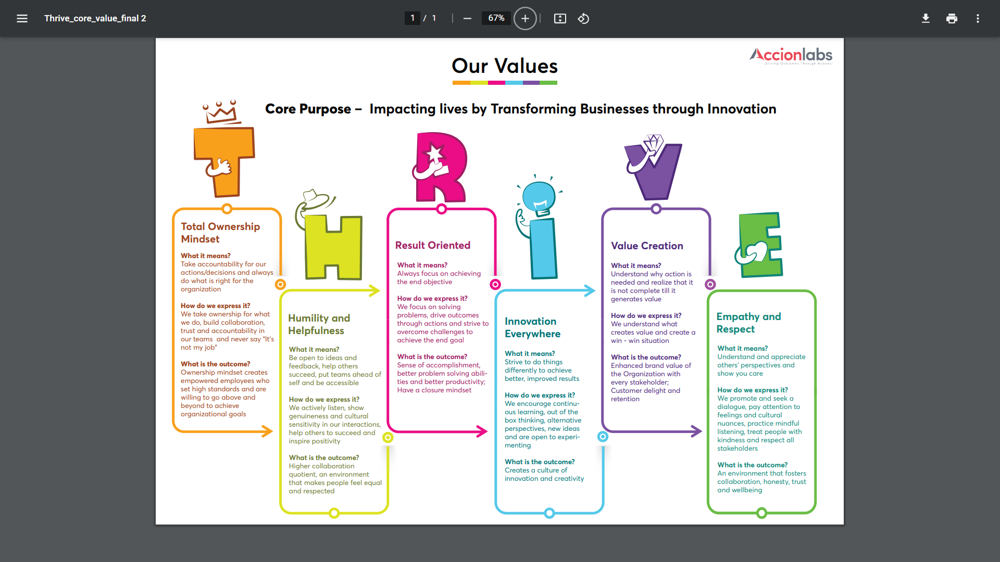 Thrive_core_value_final 2
1 / 1
67%
Accionlabs
Driving Outcomes Through Actions!
Our Values
Core Purpose – Impacting lives by Transforming Businesses through Innovation
T
Total Ownership
Mindset
What it means?
Take accountability for our
actions/decisions and always
do what is right for the
organization
How do we express it?
We take ownership for what
we do, build collaboration,
trust and accountability in
our teams and never say "It's
not my job"
What is the outcome?
Ownership mindset creates
empowered employees who
set high standards and are
willing to go above and
beyond to achieve
organizational goals
H
Humility and
Helpfulness
What it means?
Be open to ideas and
feedback, help others
succeed, put teams ahead of
self and be accessible
How do we express it?
We actively listen, show
genuineness and cultural
sensitivity in our interactions,
help others to succeed and
inspire positivity
What is the outcome?
Higher collaboration
quotient, an environment
that makes people feel equal
and respected
R
Result Oriented
What it means?
Always focus on achieving
the end objective
How do we express it?
We focus on solving
problems, drive outcomes
through actions and strive to
overcome challenges to
achieve the end goal
What is the outcome?
Sense of accomplishment,
better problem solving abili-
ties and better productivity;
Have a closure mindset
I
Innovation
Everywhere
What it means?
Strive to do things
differently to achieve
better, improved results
How do we express it?
We encourage continu-
ous learning, out of the
box thinking, alternative
perspectives, new ideas
and are open to experi-
menting
What is the outcome?
Creates a culture of
innovation and creativity
V
Value Creation
What it means?
Understand why action is
needed and realize that it
is not complete till it
generates value
How do we express it?
We understand what
creates value and create a
win - win situation
What is the outcome?
Enhanced brand value of
the Organization with
every stakeholder;
Customer delight and
retention
E
Empathy and
Respect
What it means?
Understand and appreciate
others' perspectives and
show you care
How do we express it?
We promote and seek a
dialogue, pay attention to
feelings and cultural
nuances, practice mindful
listening, treat people with
kindness and respect all
stakeholders
What is the outcome?
An environment that fosters
collaboration, honesty, trust
and wellbeing